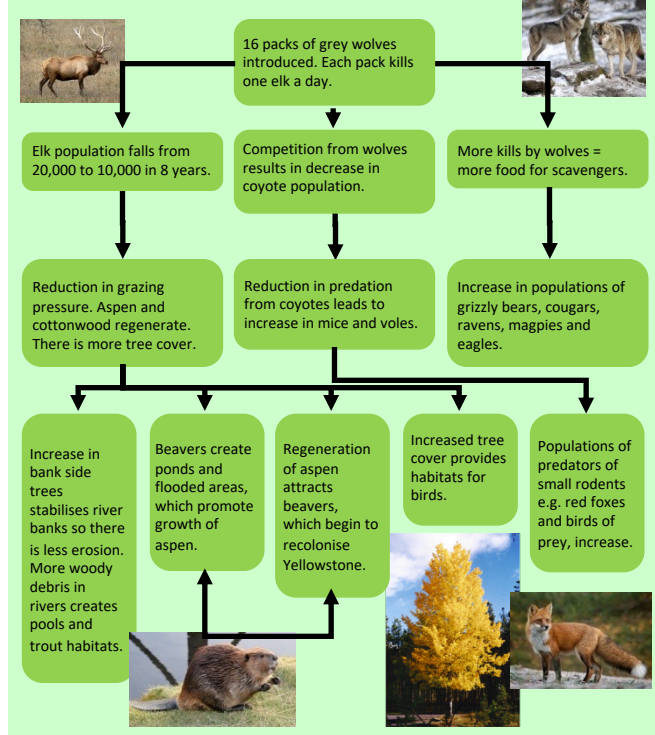 16 packs of grey wolves
introduced. Each pack kills
one elk a day.
Elk population falls from
20,000 to 10,000 in 8 years.
Competition from wolves
results in decrease in
coyote population.
More kills by wolves =
more food for scavengers.
Reduction in grazing
pressure. Aspen and
cottonwood regenerate.
There is more tree cover.
Reduction in predation
from coyotes leads to
increase in mice and voles.
Increase in populations of
grizzly bears, cougars,
ravens, magpies and
eagles.
Increase in
bank side
trees
stabilises river
banks so there
is less erosion.
More woody
debris in
rivers creates
pools and
trout habitats.
Beavers create
ponds and
flooded areas,
which promote
growth of
aspen.
Regeneration
of aspen
attracts
beavers,
which begin to
recolonise
Yellowstone.
Increased tree
cover provides
habitats for
birds.
Populations of
predators of
small rodents
e.g. red foxes
and birds of
prey, increase.